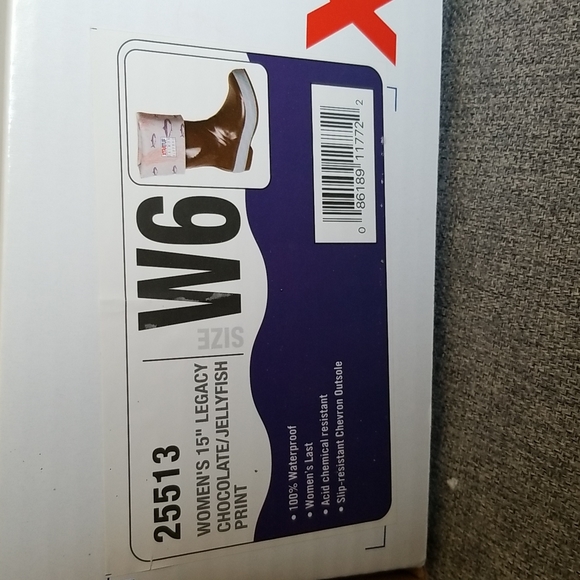 25513
WOMEN'S 15" LEGACY
CHOCOLATE/JELLYFISH
PRINT
SIZE
W6
• 100% Waterproof
• Women's Last
• Acid chemical resistant
• Slip-resistant Chevron Outsole
0 86189 11772 2